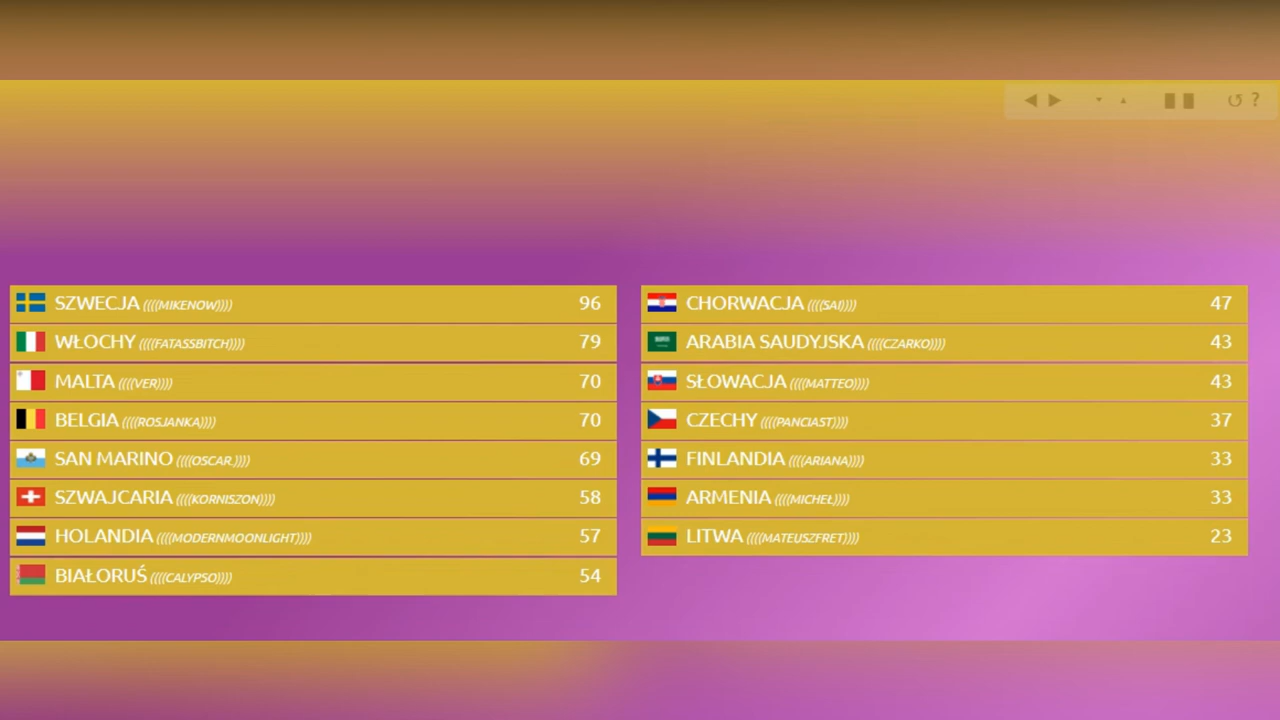 SZWECJA ((((MIKENOW)))) 96
WŁOCHY ((((FATASSBITCH)))) 79
MALTA ((((VER)))) 70
BELGIA ((((ROSJANKA)))) 70
SAN MARINO ((((OSCAR.)))) 69
SZWAJCARIA ((((KORNISZON)))) 58
HOLANDIA ((((MODERNMOONLIGHT)))) 57
BIAŁORUŚ ((((CALYPSO)))) 54
CHORWACJA ((((SAI)))) 47
ARABIA SAUDYJSKA ((((CZARKO)))) 43
SŁOWACJA ((((MATTEO)))) 43
CZECHY ((((PANCIAST)))) 37
FINLANDIA ((((ARIANA)))) 33
ARMENIA ((((MICHEŁ)))) 33
LITWA ((((MATEUSZFRET)))) 23